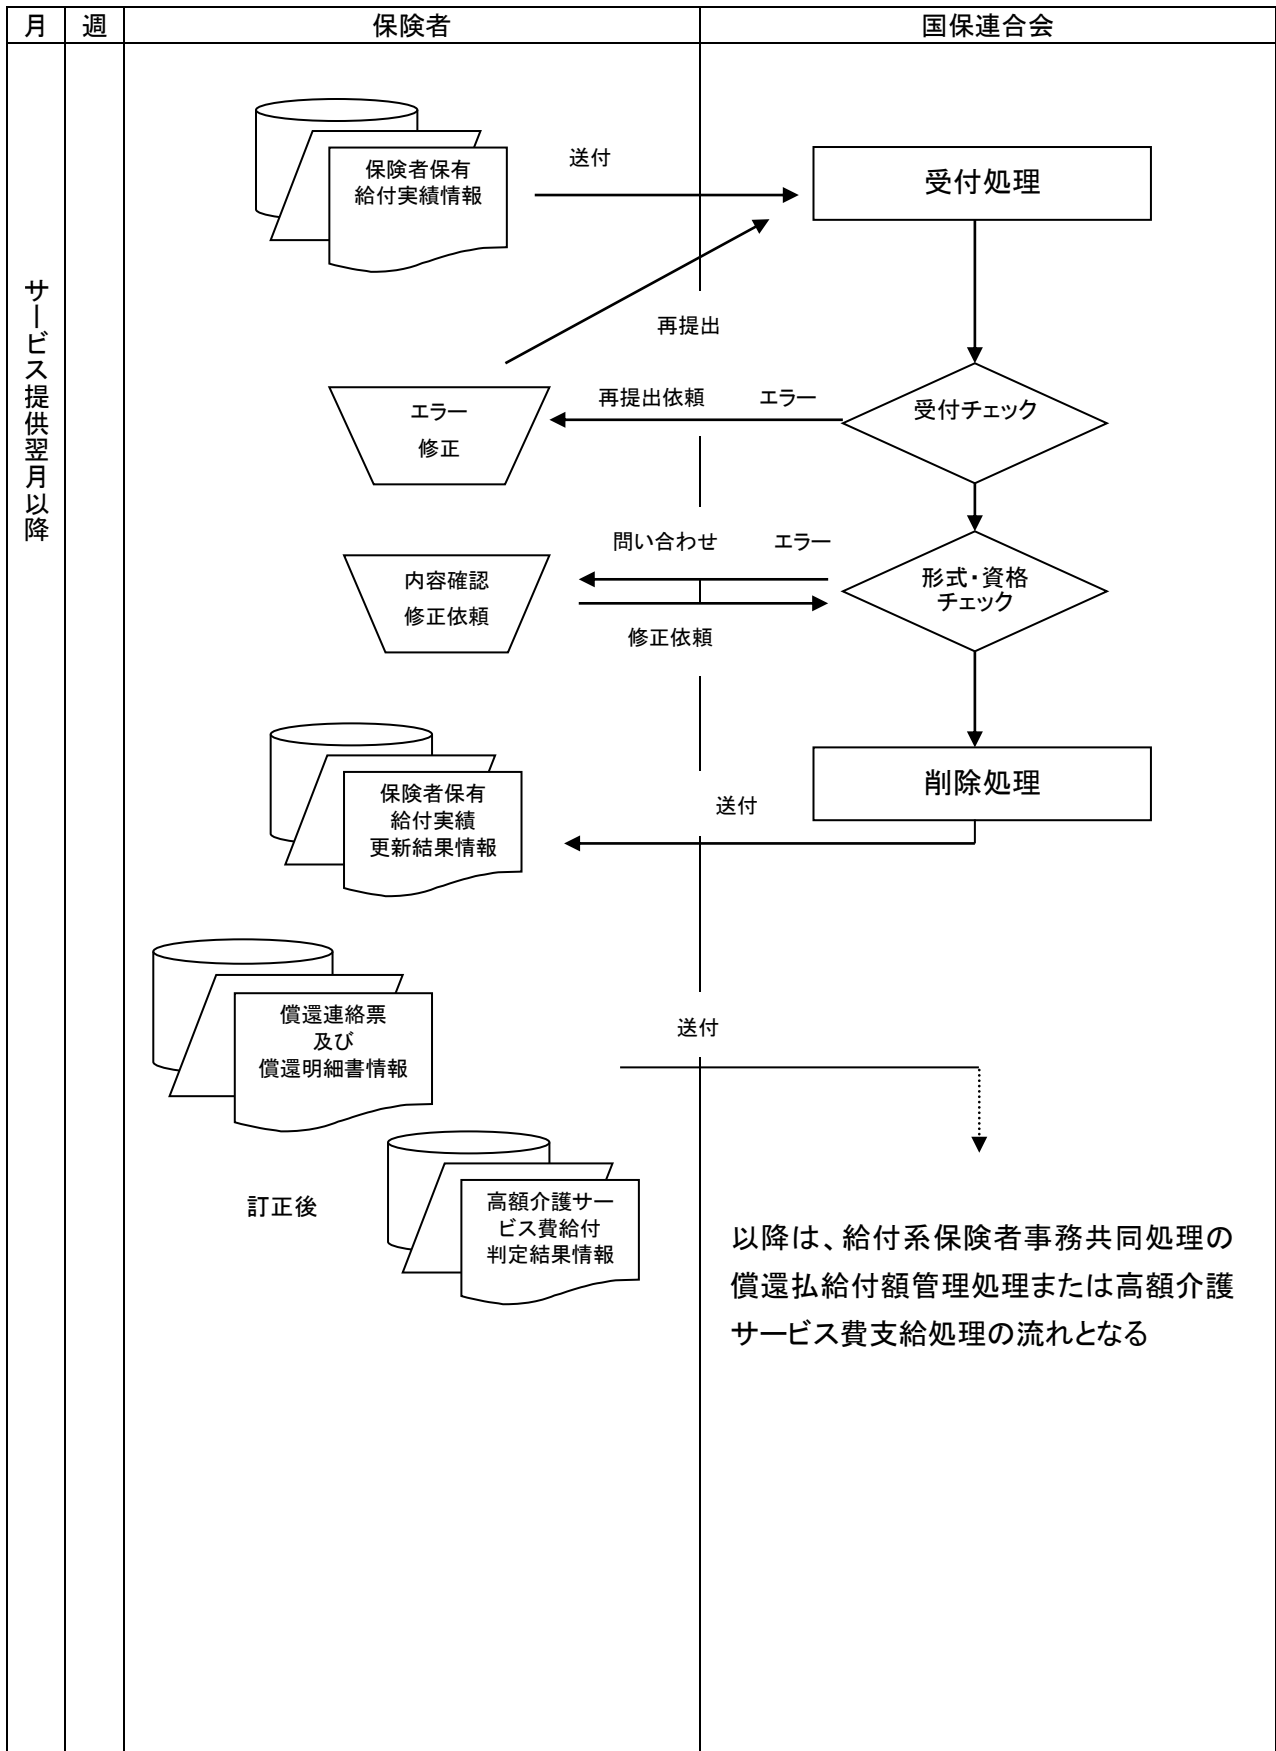 月 週 保険者 国保連合会
サービス提供翌月以降
保険者保有
給付実績情報
送付
受付処理
再提出
エラー
修正
再提出依頼 エラー
受付チェック
問い合わせ エラー
内容確認
修正依頼
形式・資格
チェック
修正依頼
保険者保有
給付実績
更新結果情報
送付
削除処理
償還連絡票
及び
償還明細書情報
送付
訂正後
高額介護サー
ビス費給付
判定結果情報
以降は、給付系保険者事務共同処理の
償還払給付額管理処理または高額介護
サービス費支給処理の流れとなる